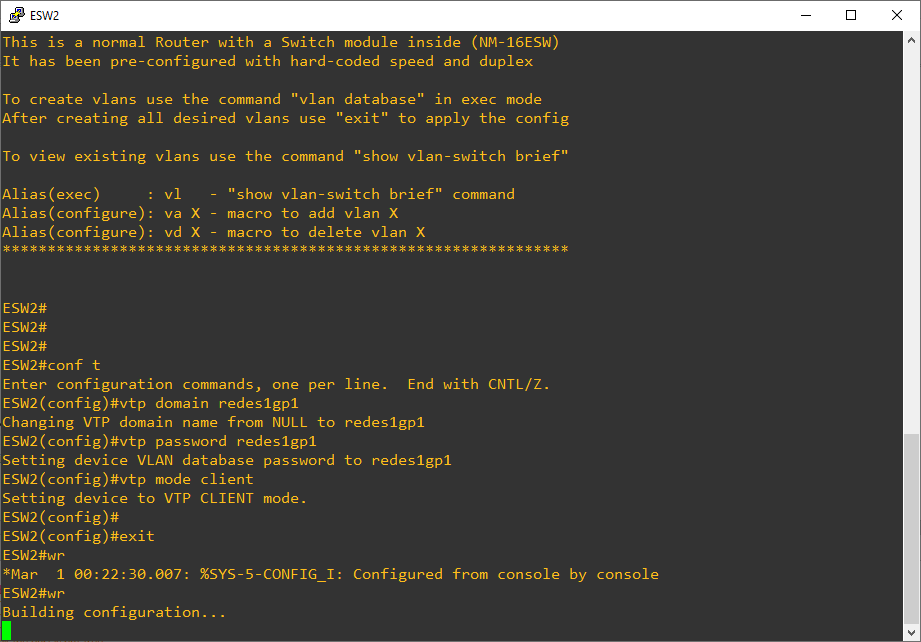 ESW2
This is a normal Router with a Switch module inside (NM-16ESW)
It has been pre-configured with hard-coded speed and duplex
To create vlans use the command "vlan database" in exec mode
After creating all desired vlans use "exit" to apply the config
To view existing vlans use the command "show vlan-switch brief"
Alias(exec)     : vl   - "show vlan-switch brief" command
Alias(configure): va X - macro to add vlan X
Alias(configure): vd X - macro to delete vlan X
***************************************************************
ESW2#
ESW2#
ESW2#
ESW2#conf t
Enter configuration commands, one per line.  End with CNTL/Z.
ESW2(config)#vtp domain redes1gp1
Changing VTP domain name from NULL to redes1gp1
ESW2(config)#vtp password redes1gp1
Setting device VLAN database password to redes1gp1
ESW2(config)#vtp mode client
Setting device to VTP CLIENT mode.
ESW2(config)#
ESW2(config)#exit
ESW2#wr
*Mar  1 00:22:30.007: %SYS-5-CONFIG_I: Configured from console by console
ESW2#wr
Building configuration...